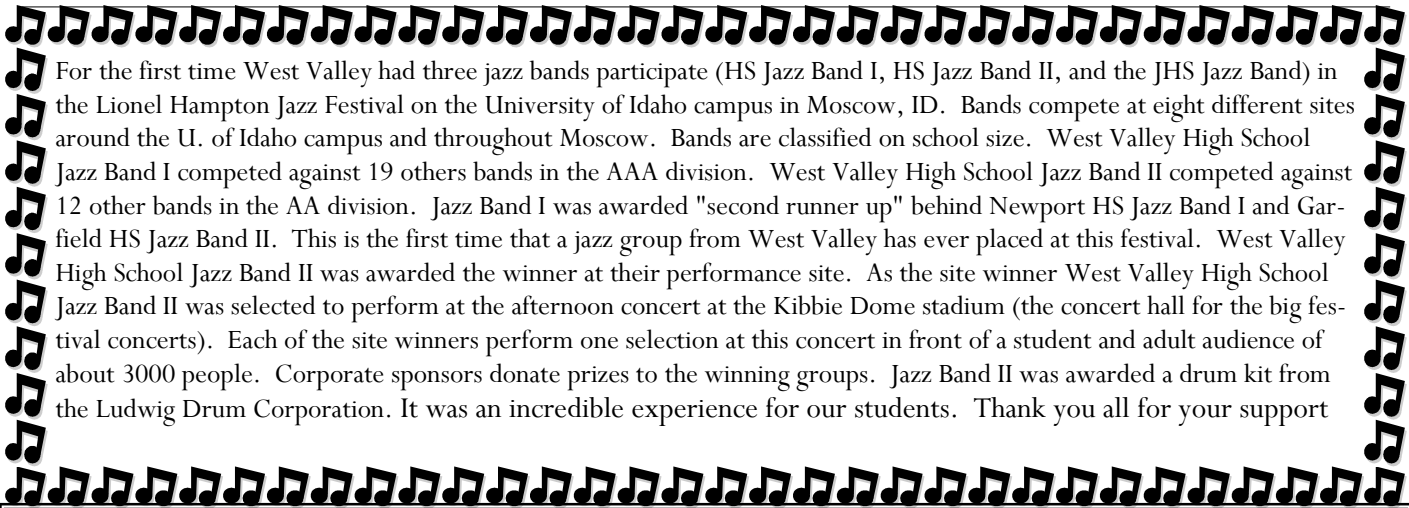 For the first time West Valley had three jazz bands participate (HS Jazz Band I, HS Jazz Band II, and the JHS Jazz Band) in
the Lionel Hampton Jazz Festival on the University of Idaho campus in Moscow, ID.  Bands compete at eight different sites
around the U. of Idaho campus and throughout Moscow.  Bands are classified on school size.  West Valley High School
Jazz Band I competed against 19 others bands in the AAA division.  West Valley High School Jazz Band II competed against
12 other bands in the AA division.  Jazz Band I was awarded "second runner up" behind Newport HS Jazz Band I and Gar-
field HS Jazz Band II.  This is the first time that a jazz group from West Valley has ever placed at this festival.  West Valley
High School Jazz Band II was awarded the winner at their performance site.  As the site winner West Valley High School
Jazz Band II was selected to perform at the afternoon concert at the Kibbie Dome stadium (the concert hall for the big fes-
tival concerts).  Each of the site winners perform one selection at this concert in front of a student and adult audience of
about 3000 people.  Corporate sponsors donate prizes to the winning groups.  Jazz Band II was awarded a drum kit from
the Ludwig Drum Corporation. It was an incredible experience for our students.  Thank you all for your support